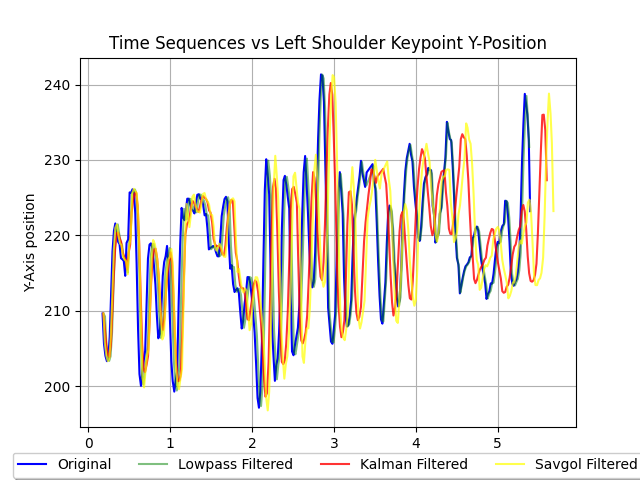 Time Sequences vs Left Shoulder Keypoint Y-Position
240
230
220
210
200
Y-Axis position
0 1 2 3 4 5
Original Lowpass Filtered Kalman Filtered Savgol Filtered